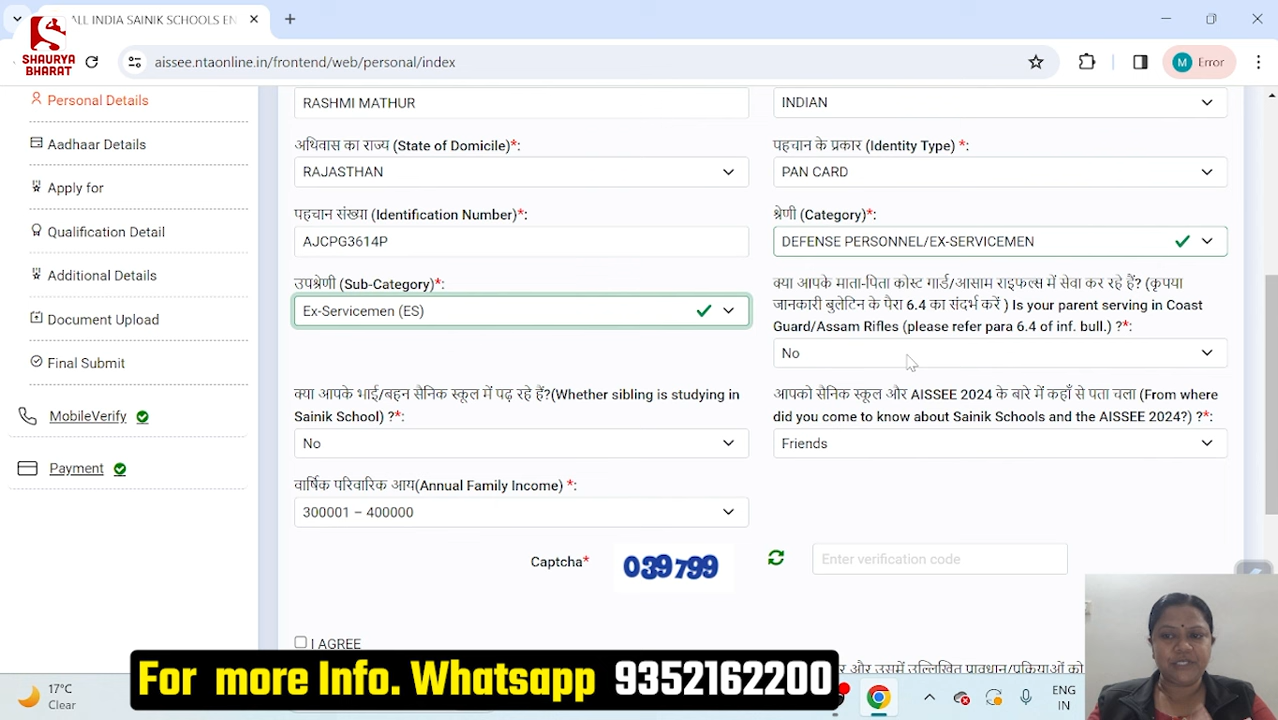 ALL INDIA SAINIK SCHOOLS EN
SHAURYA
BHARAT
aissee.ntaonline.in/frontend/web/personal/index
M Error
Personal Details
Aadhaar Details
Apply for
Qualification Detail
Additional Details
Document Upload
Final Submit
MobileVerify
Payment
RASHMI MATHUR
INDIAN
अधिवास का राज्य (State of Domicile)*:
पहचान के प्रकार (Identity Type) *:
RAJASTHAN
PAN CARD
पहचान संख्या (Identification Number)*:
श्रेणी (Category)*:
AJCPG3614P
DEFENSE PERSONNEL/EX-SERVICEMEN
उपश्रेणी (Sub-Category)*:
Ex-Servicemen (ES)
क्या आपके माता-पिता कोस्ट गार्ड/आसाम राइफल्स में सेवा कर रहे हैं? (कृपया
जानकारी बुलेटिन के पैरा 6.4 का संदर्भ करें ) Is your parent serving in Coast
Guard/Assam Rifles (please refer para 6.4 of inf. bull.) ?*:
No
क्या आपके भाई/बहन सैनिक स्कूल में पढ़ रहे हैं?(Whether sibling is studying in
Sainik School) ?*:
No
आपको सैनिक स्कूल और AISSEE 2024 के बारे में कहाँ से पता चला (From where
did you come to know about Sainik Schools and the AISSEE 2024?) ?*:
Friends
वार्षिक परिवारिक आय(Annual Family Income) *:
300001 – 400000
Captcha*
039799
Enter verification code
I AGREE
और उसमें उल्लिखित प्रावधान/प्रक्रियाओं को
For more Info. Whatsapp 9352162200
17°C
Clear
ENG
IN